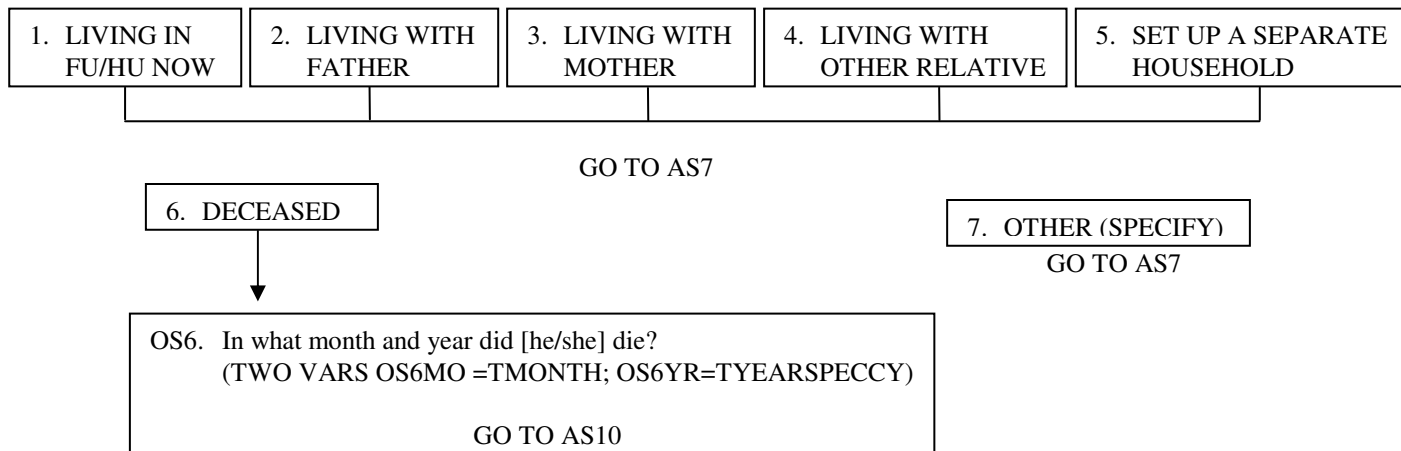 1. LIVING IN
FU/HU NOW
2. LIVING WITH
FATHER
3. LIVING WITH
MOTHER
4. LIVING WITH
OTHER RELATIVE
5. SET UP A SEPARATE
HOUSEHOLD
GO TO AS7
6. DECEASED
7. OTHER (SPECIFY)
GO TO AS7
OS6. In what month and year did [he/she] die?
(TWO VARS OS6MO =TMONTH; OS6YR=TYEARSPECCY)
GO TO AS10